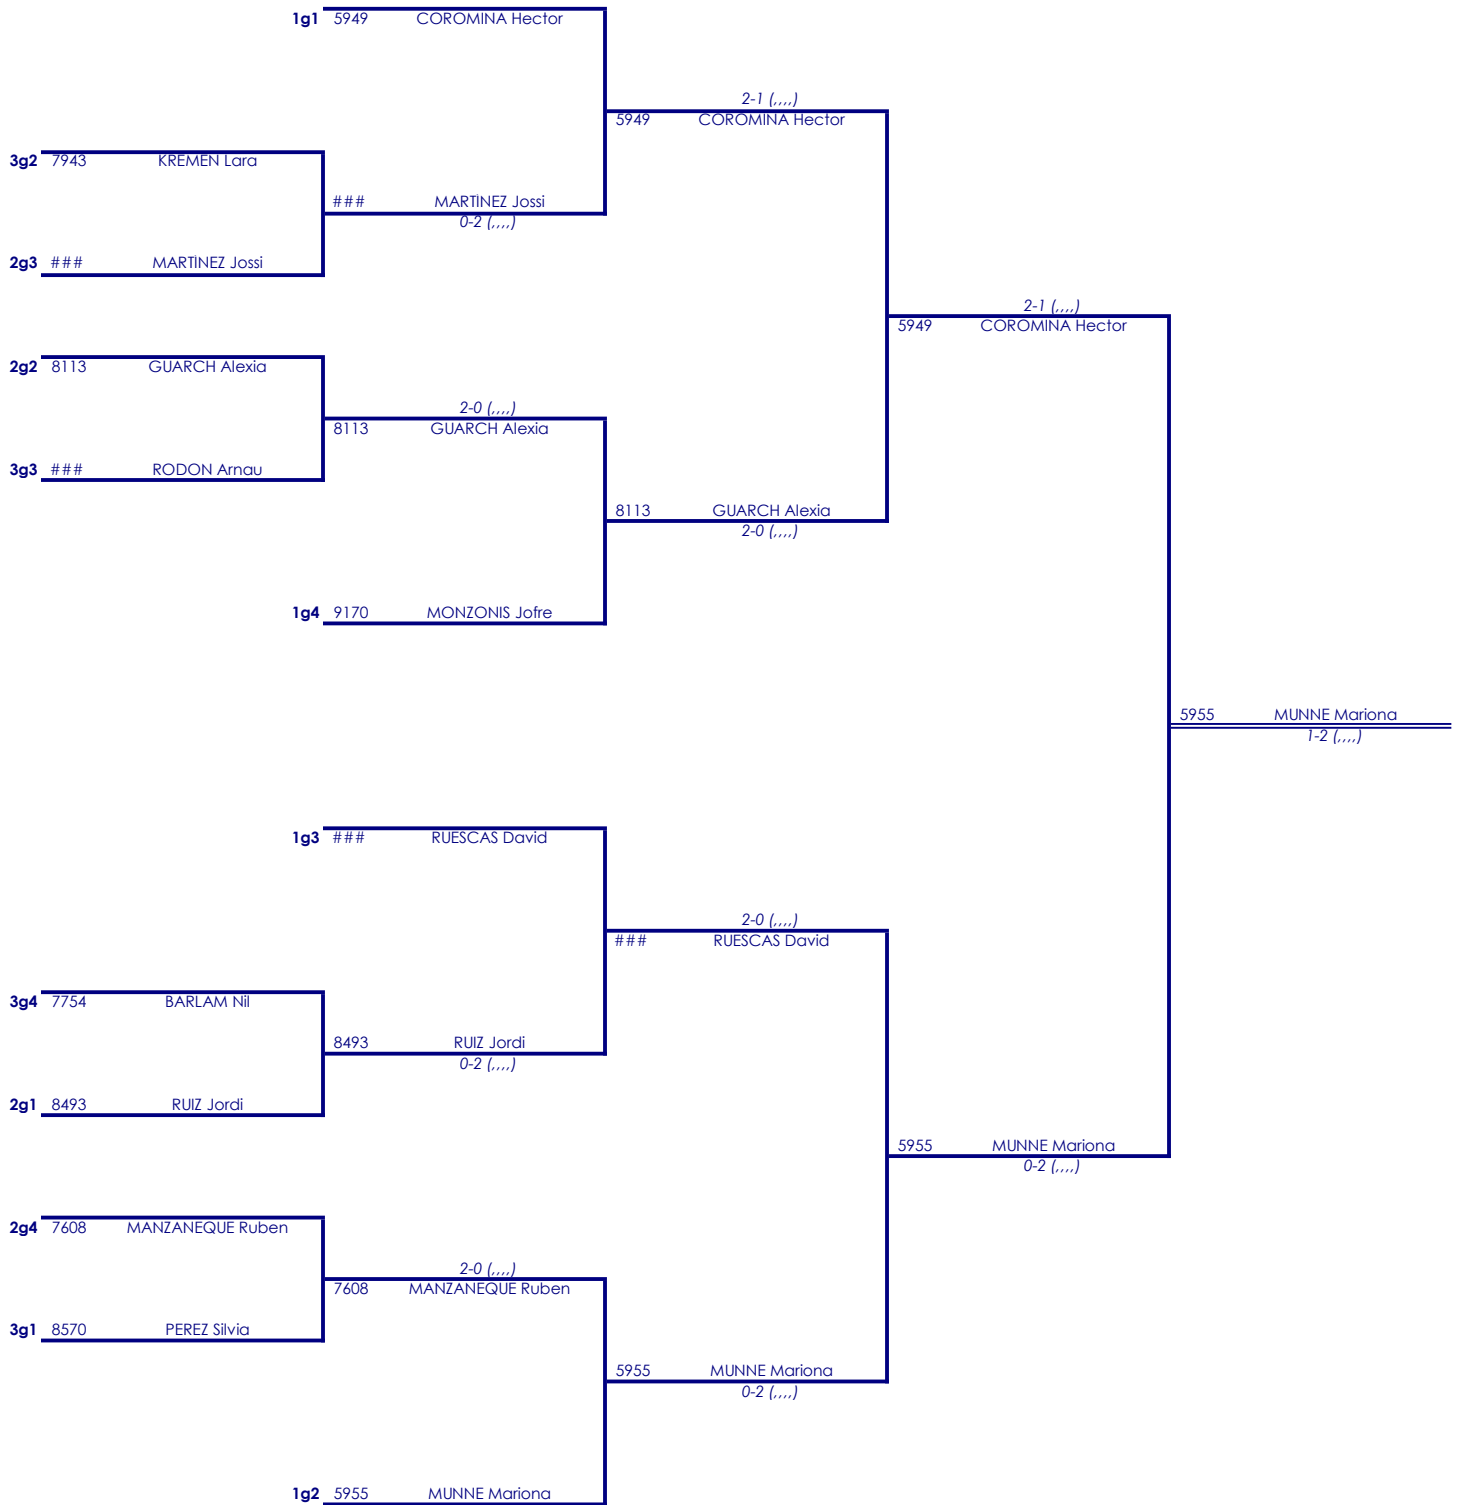 1g1 5949 COROMINA Hector
2-1 (,,,,)
5949 COROMINA Hector
3g2 7943 KREMEN Lara
### MARTÍNEZ Jossi
0-2 (,,,,)
2g3 ### MARTÍNEZ Jossi
2-1 (,,,,)
5949 COROMINA Hector
2g2 8113 GUARCH Alexia
2-0 (,,,,)
8113 GUARCH Alexia
3g3 ### RODON Arnau
8113 GUARCH Alexia
2-0 (,,,,)
1g4 9170 MONZONIS Jofre
5955 MUNNE Mariona
1-2 (,,,,)
1g3 ### RUESCAS David
2-0 (,,,,)
### RUESCAS David
3g4 7754 BARLAM Nil
8493 RUIZ Jordi
0-2 (,,,,)
2g1 8493 RUIZ Jordi
5955 MUNNE Mariona
0-2 (,,,,)
2g4 7608 MANZANEQUE Ruben
2-0 (,,,,)
7608 MANZANEQUE Ruben
3g1 8570 PEREZ Silvia
5955 MUNNE Mariona
0-2 (,,,,)
1g2 5955 MUNNE Mariona